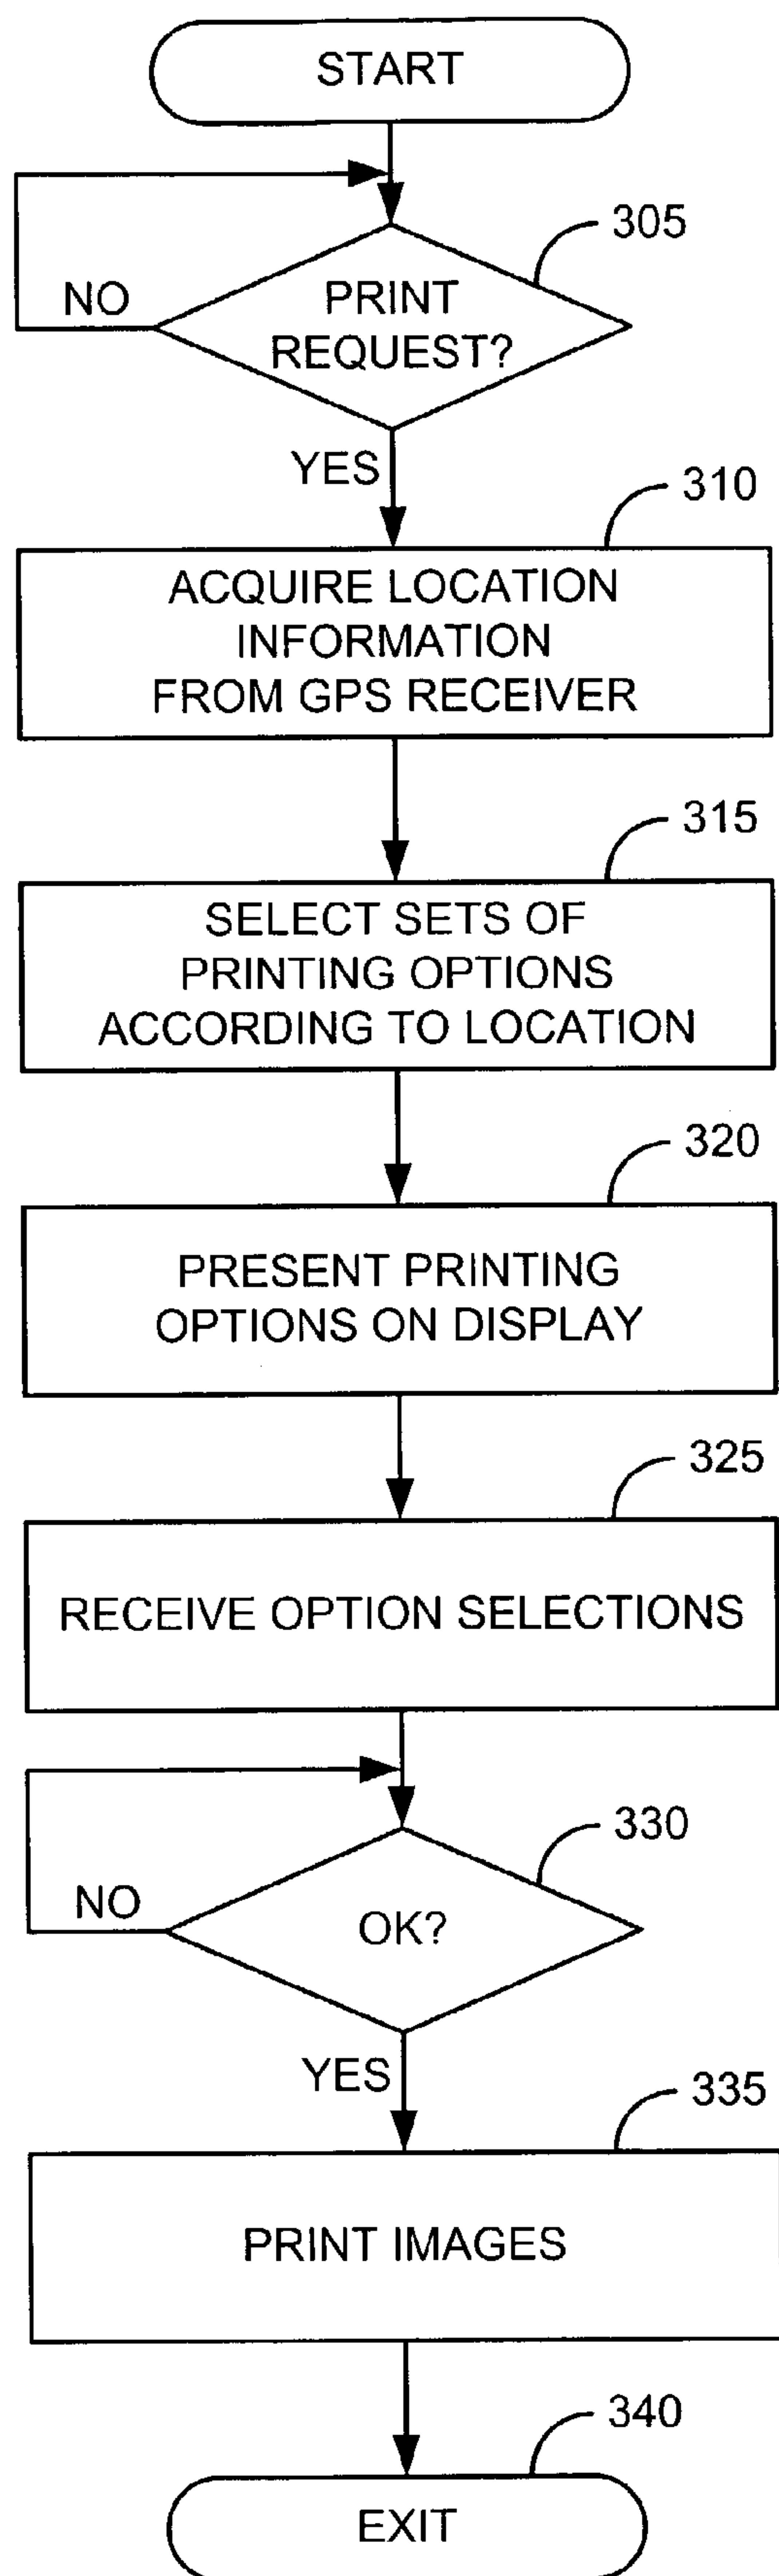 START
305
PRINT
REQUEST?
NO
YES
310
ACQUIRE LOCATION
INFORMATION
FROM GPS RECEIVER
315
SELECT SETS OF
PRINTING OPTIONS
ACCORDING TO LOCATION
320
PRESENT PRINTING
OPTIONS ON DISPLAY
325
RECEIVE OPTION SELECTIONS
330
OK?
NO
YES
335
PRINT IMAGES
340
EXIT